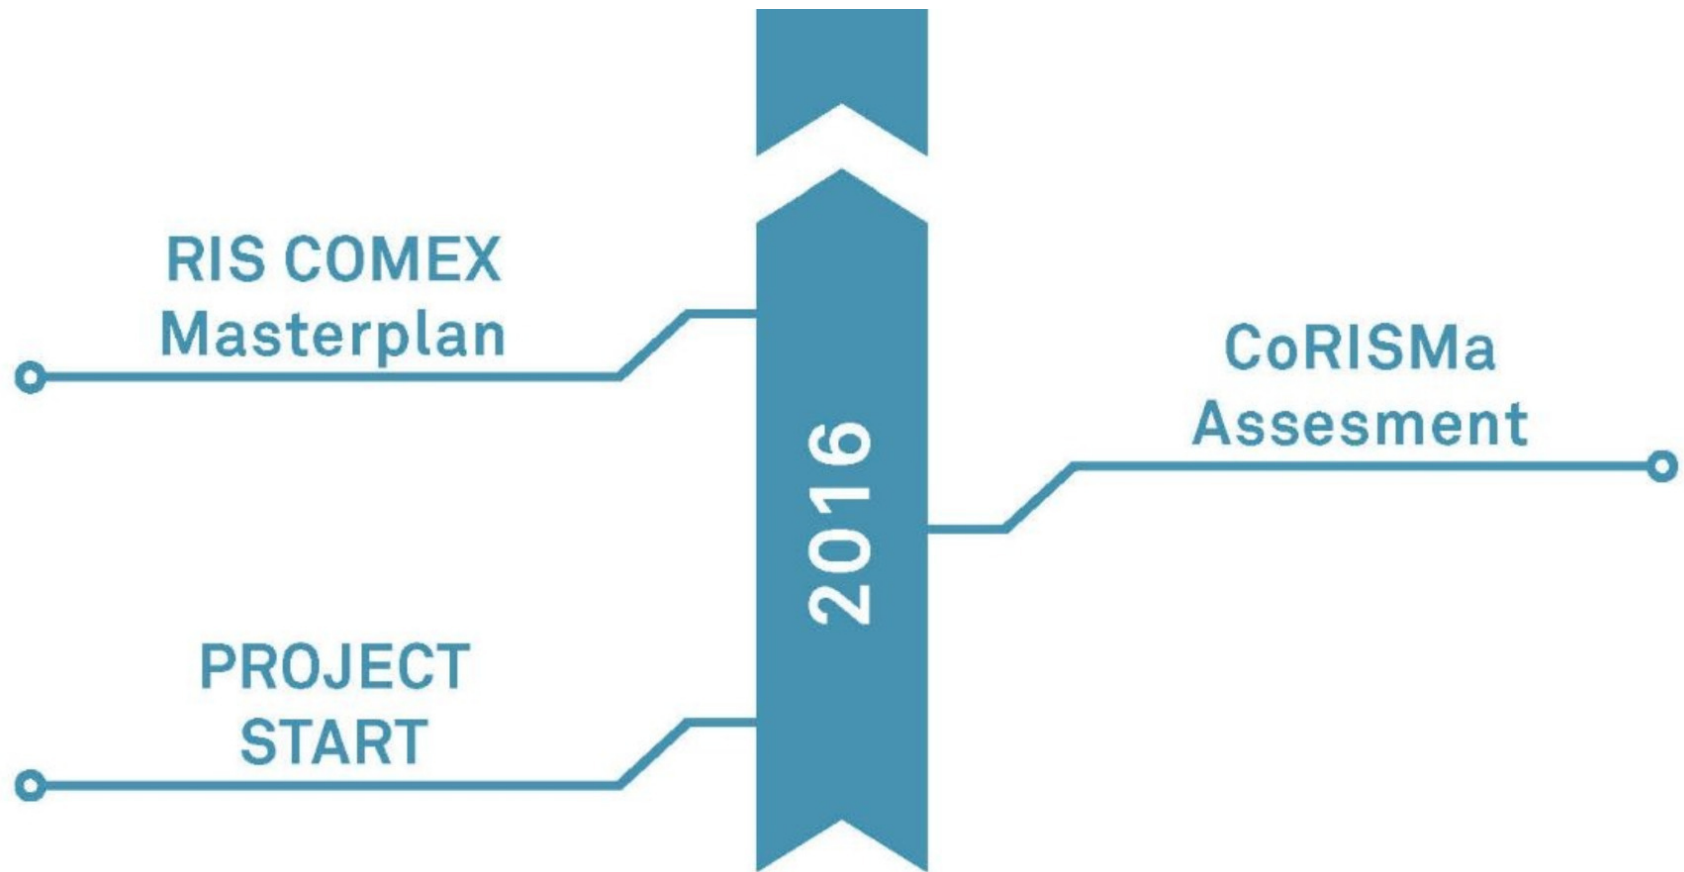 RIS COMEX
Masterplan
CoRISMa
Assesment
2016
PROJECT
START